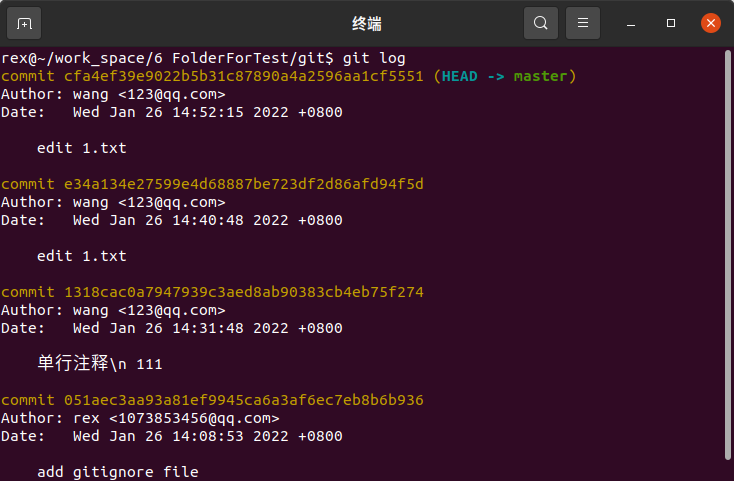 终端
rex@~/work_space/6 FolderForTest/git$ git log
commit cfa4ef39e9022b5b31c87890a4a2596aa1cf5551 (HEAD -> master)
Author: wang <123@qq.com>
Date:   Wed Jan 26 14:52:15 2022 +0800
edit 1.txt
commit e34a134e27599e4d68887be723df2d86afd94f5d
Author: wang <123@qq.com>
Date:   Wed Jan 26 14:40:48 2022 +0800
edit 1.txt
commit 1318cac0a7947939c3aed8ab90383cb4eb75f274
Author: wang <123@qq.com>
Date:   Wed Jan 26 14:31:48 2022 +0800
单行注释\n 111
commit 051aec3aa93a81ef9945ca6a3af6ec7eb8b6b936
Author: rex <1073853456@qq.com>
Date:   Wed Jan 26 14:08:53 2022 +0800
add gitignore file